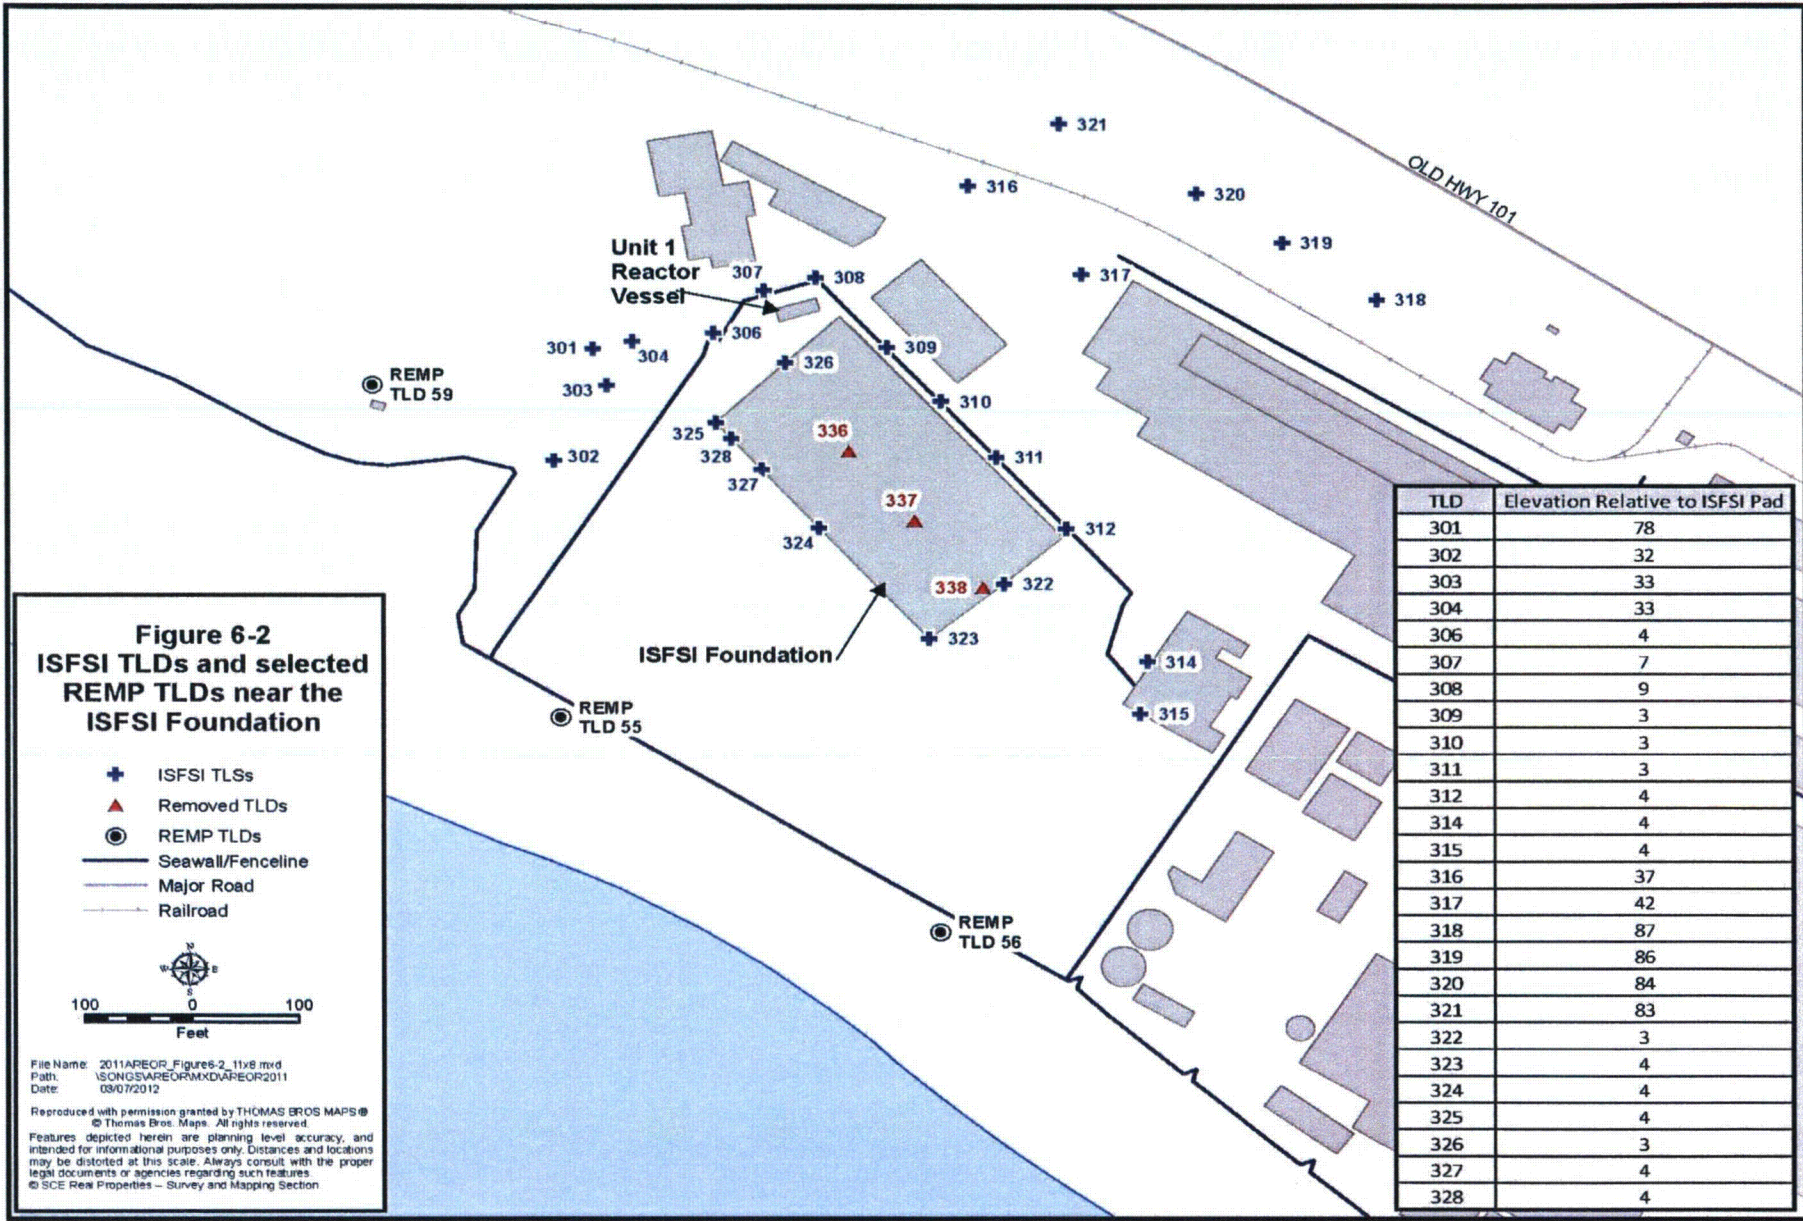 321
316
320
OLD HWY 101
319
317
318
Unit 1
Reactor
Vessel
307
308
306
309
301
304
326
303
REMP
TLD 59
310
325
336
328
302
311
327
337
324
312
338
322
323
ISFSI Foundation
314
315
REMP
TLD 55
REMP
TLD 56
Figure 6-2
ISFSI TLDs and selected
REMP TLDs near the
ISFSI Foundation
ISFSI TLSs
Removed TLDs
REMP TLDs
Seawall/Fenceline
Major Road
Railroad
N
W E
S
100 0 100
Feet
File Name: 2011AREOR_Figure6-2_11x8.mxd
Path: \SONGS\AREOR\MXD\AREOR2011
Date: 03/07/2012
Reproduced with permission granted by THOMAS BROS MAPS®
© Thomas Bros. Maps. All rights reserved.
Features depicted herein are planning level accuracy, and
intended for informational purposes only. Distances and locations
may be distorted at this scale. Always consult with the proper
legal documents or agencies regarding such features.
© SCE Real Properties – Survey and Mapping Section
TLD Elevation Relative to ISFSI Pad
301 78
302 32
303 33
304 33
306 4
307 7
308 9
309 3
310 3
311 3
312 4
314 4
315 4
316 37
317 42
318 87
319 86
320 84
321 83
322 3
323 4
324 4
325 4
326 3
327 4
328 4